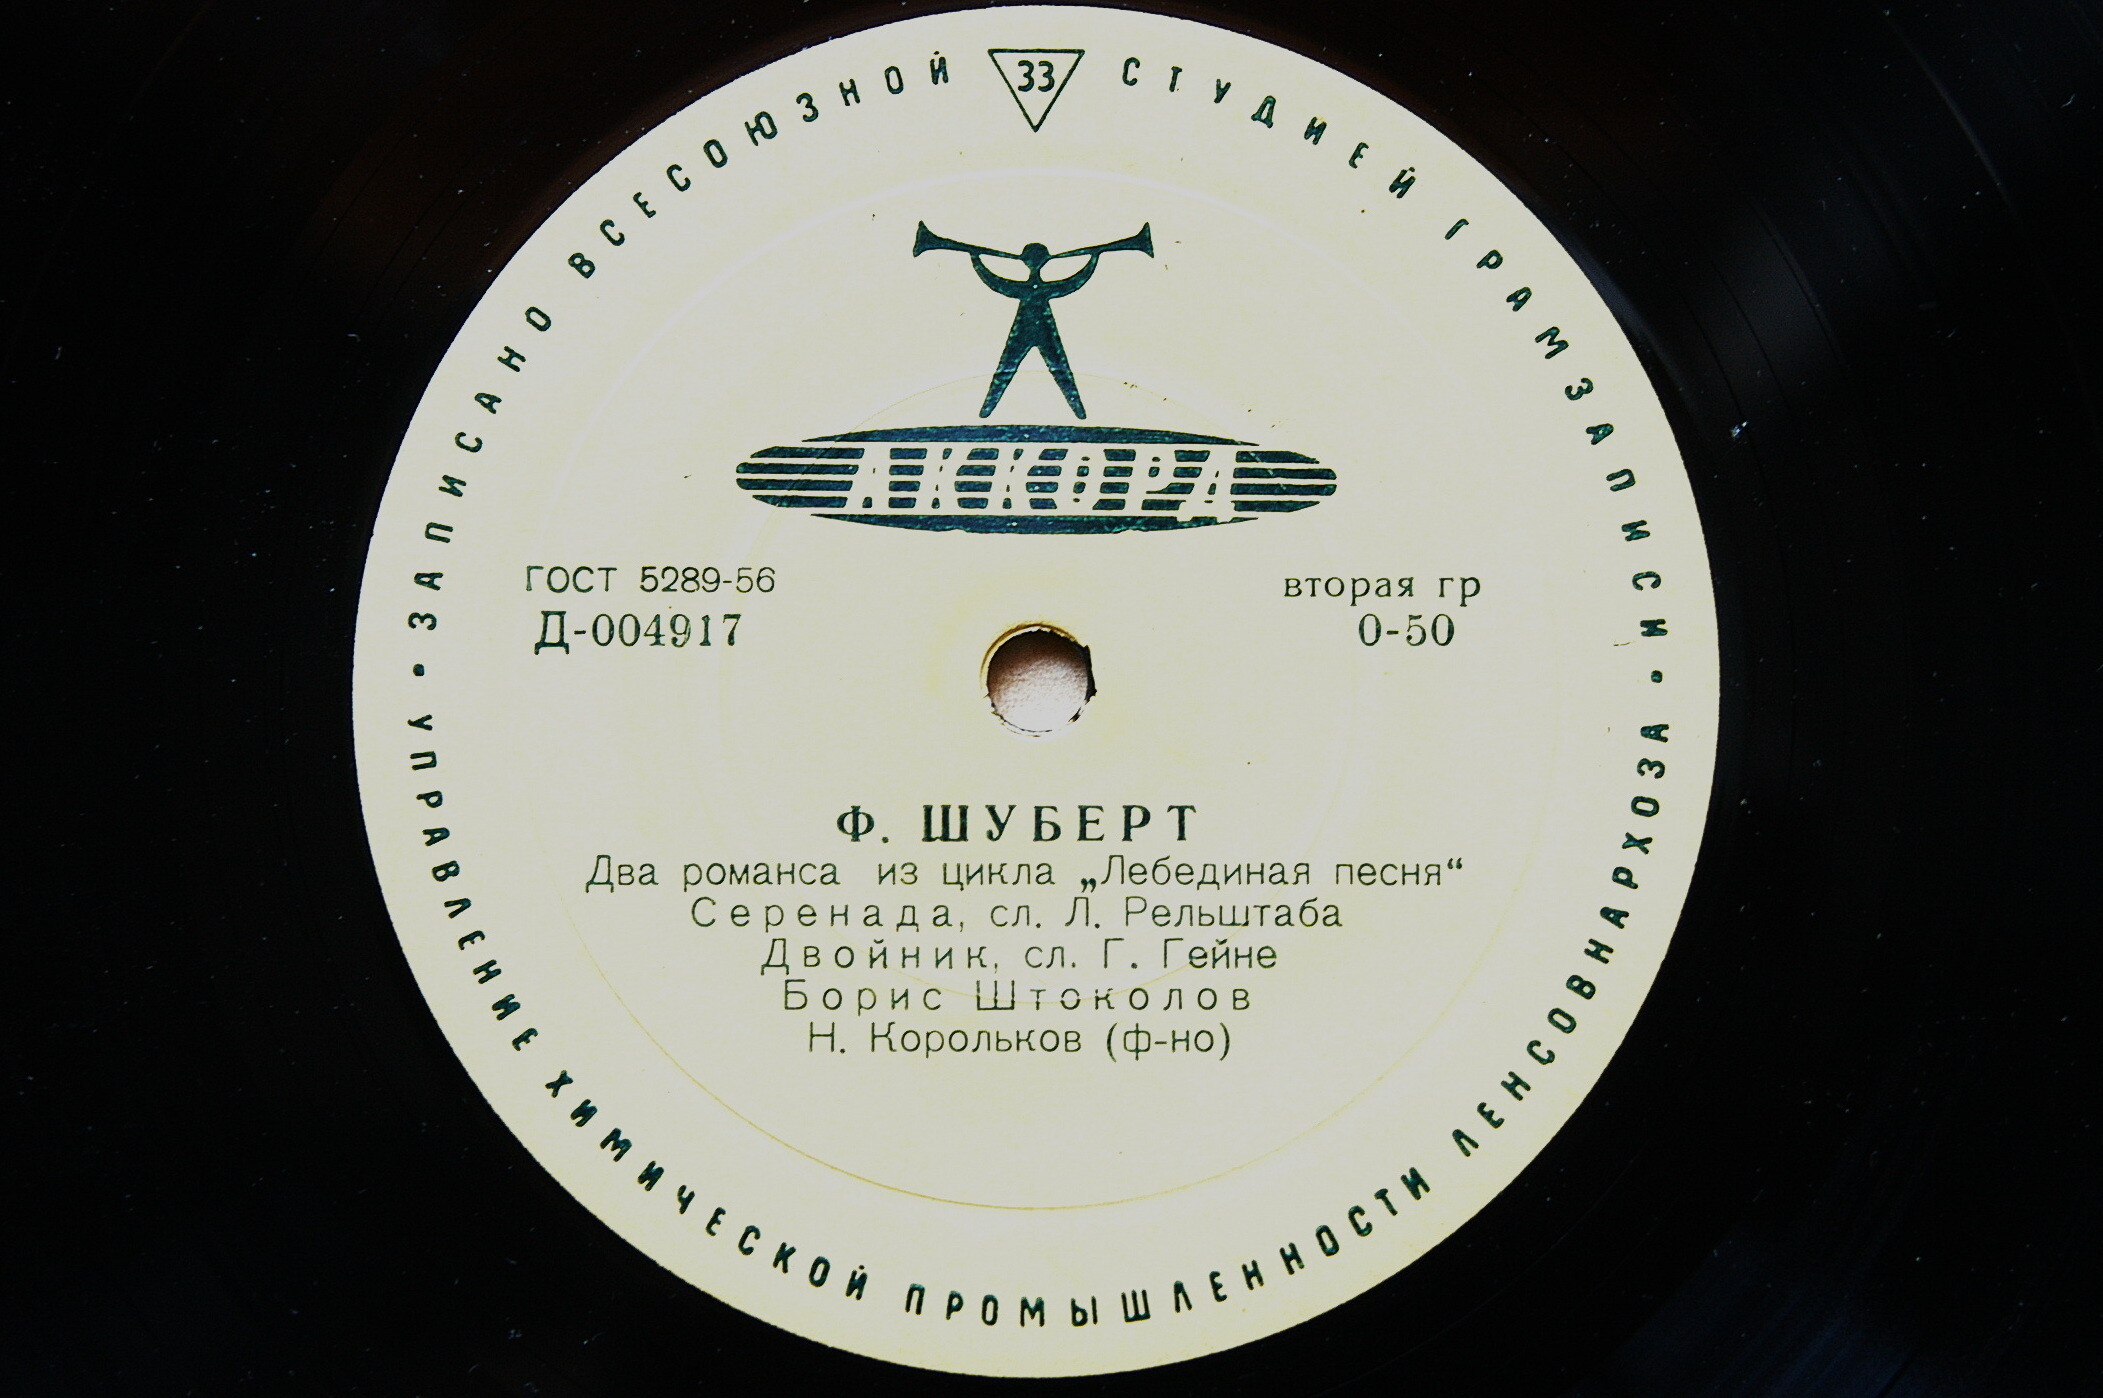 ЗАПИСАНО ВСЕСОЮЗНОЙ СТУДИЕЙ ГРАМЗАПИСИ
33
АККОРД
ГОСТ 5289-56
вторая гр
Д-004917
0-50
Ф. ШУБЕРТ
Два романса из цикла „Лебединая песня“
Серенада, сл. Л. Рельштаба
Двойник, сл. Г. Гейне
Борис Штоколов
Н. Корольков (ф-но)
УПРАВЛЕНИЕ ХИМИЧЕСКОЙ ПРОМЫШЛЕННОСТИ ЛЕНСОВНАРХОЗА